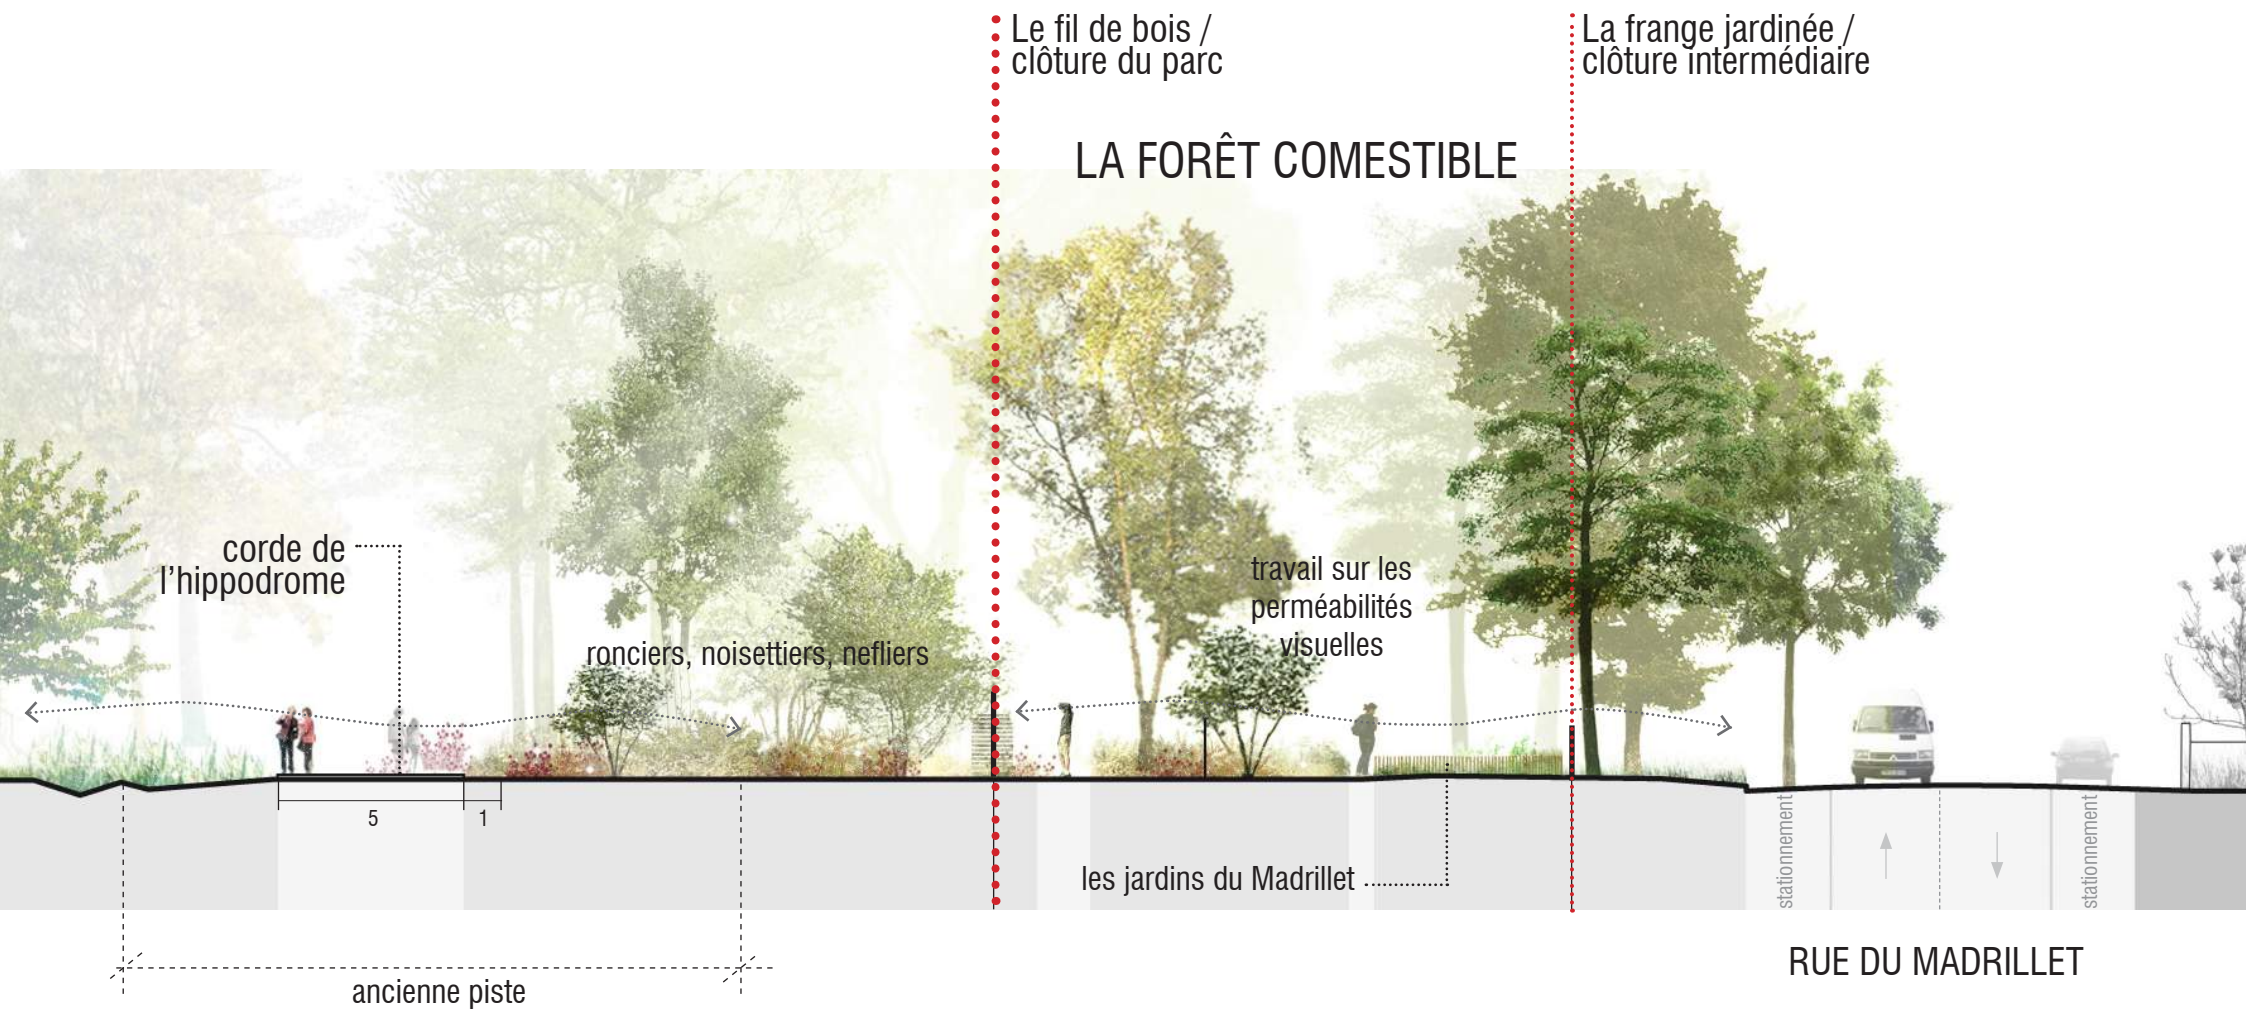 Le fil de bois /
clôture du parc
La frange jardinée /
clôture intermédiaire
LA FORÊT COMESTIBLE
corde de
l'hippodrome
travail sur les
perméabilités
visuelles
ronciers, noisettiers, nefliers
5
1
les jardins du Madrillet
stationnement
stationnement
RUE DU MADRILLET
ancienne piste